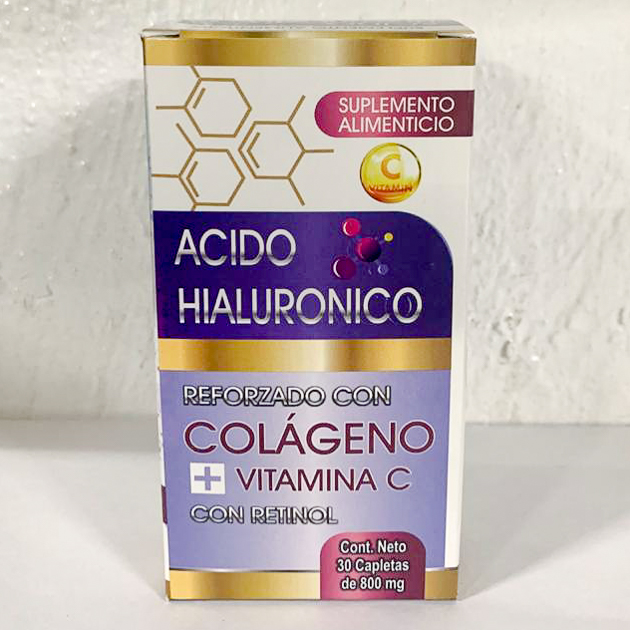 SUPLEMENTO
ALIMENTICIO
C
VITAMIN
ACIDO
HIALURONICO
REFORZADO CON
COLÁGENO
+ VITAMINA C
CON RETINOL
Cont. Neto
30 Capletas
de 800 mg